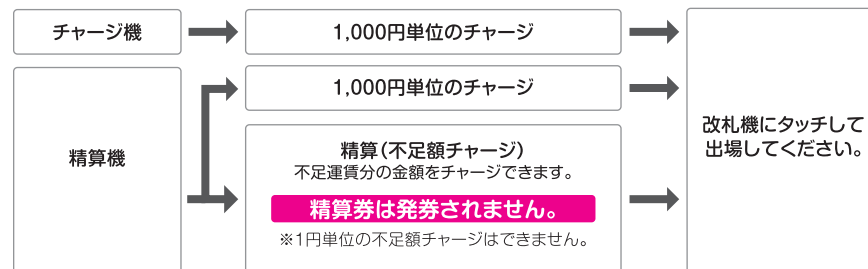 チャージ機
1,000円単位のチャージ
精算機
1,000円単位のチャージ
精算(不足額チャージ)
不足運賃分の金額をチャージできます。
精算券は発券されません。
※1円単位の不足額チャージはできません。
改札機にタッチして
出場してください。